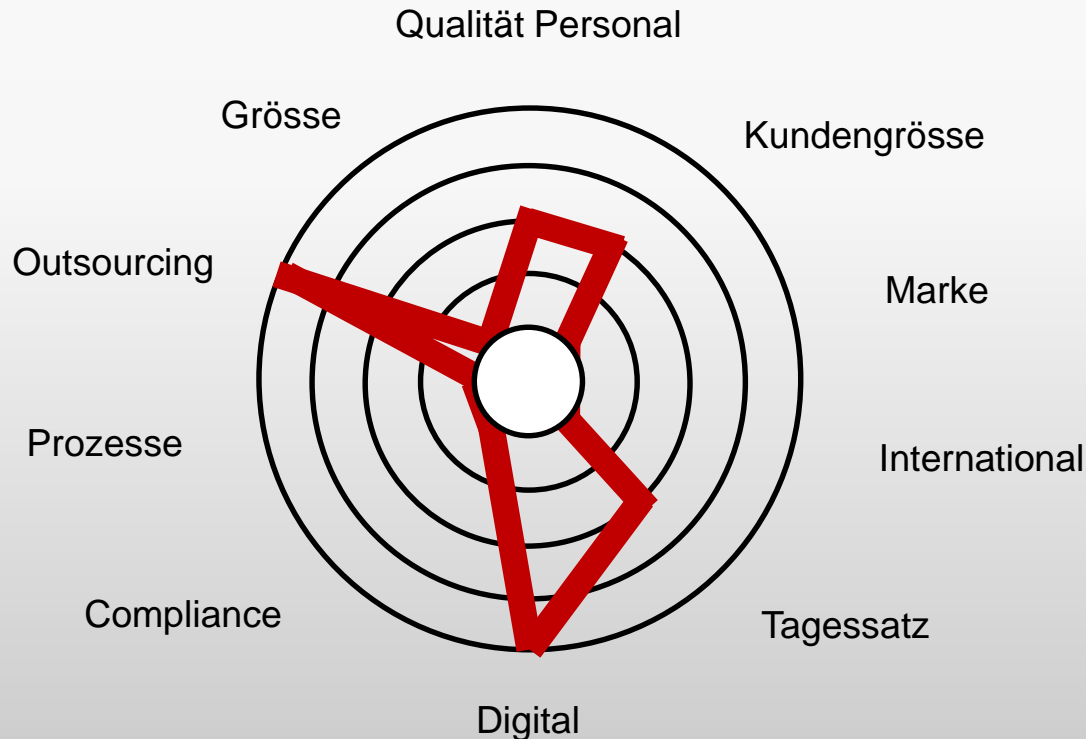 Qualität Personal
Grösse
Kundengrösse
Outsourcing
Marke
Prozesse
International
Compliance
Tagessatz
Digital